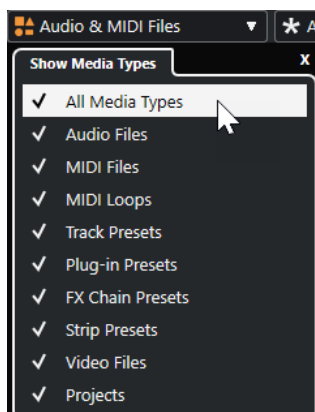 Audio & MIDI Files
Show Media Types X
All Media Types
Audio Files
MIDI Files
MIDI Loops
Track Presets
Plug-in Presets
FX Chain Presets
Strip Presets
Video Files
Projects